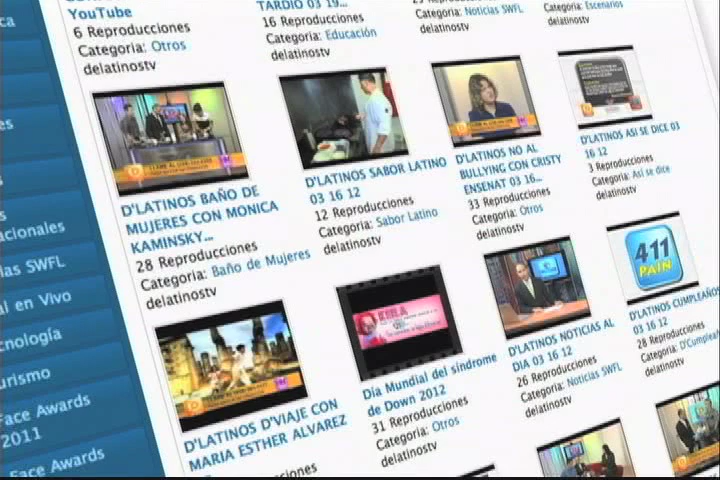 YouTube
6 Reproducciones
Categoria: Otros
delatinostv
TARDIO 03 19...
16 Reproducciones
Categoria: Educación
delatinostv
Reproducciones
Categoria: Noticias SWFL
delatinostv
Categoria: Escenarios
delatinostv
D'LATINOS BAÑO DE
MUJERES CON MONICA
KAMINSKY...
28 Reproducciones
Categoria: Baño de Mujeres
delatinostv
D'LATINOS SABOR LATINO
03 16 12
12 Reproducciones
Categoria: Sabor Latino
delatinostv
D'LATINOS NO AL
BULLYING CON CRISTY
ENSENAT 03 16...
33 Reproducciones
Categoria: Otros
delatinostv
D'LATINOS ASI SE DICE 03
16 12
3 Reproducciones
Categoria: Asi se dice
delatinostv
D'LATINOS D'VIAJE CON
MARIA ESTHER ALVAREZ
Reproducciones
Día Mundial del síndrome
de Down 2012
31 Reproducciones
Categoria: Otros
delatinostv
D'LATINOS NOTICIAS AL
DIA 03 16 12
26 Reproducciones
Categoria: Noticias SWFL
delatinostv
411
PAIN
D'LATINOS CUMPLEAÑOS
03 16 12
28 Reproducciones
Categoria: D'Cumplea
delatinostv
ias SWFL
al en Vivo
cnología
urismo
Face Awards
2011
Face Awards